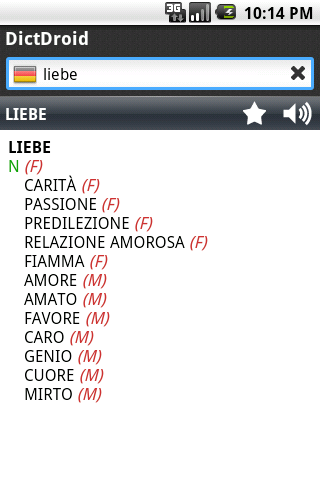 3G 10:14 PM
DictDroid
liebe
LIEBE
LIEBE
N (F)
CARITÀ (F)
PASSIONE (F)
PREDILEZIONE (F)
RELAZIONE AMOROSA (F)
FIAMMA (F)
AMORE (M)
AMATO (M)
FAVORE (M)
CARO (M)
GENIO (M)
CUORE (M)
MIRTO (M)